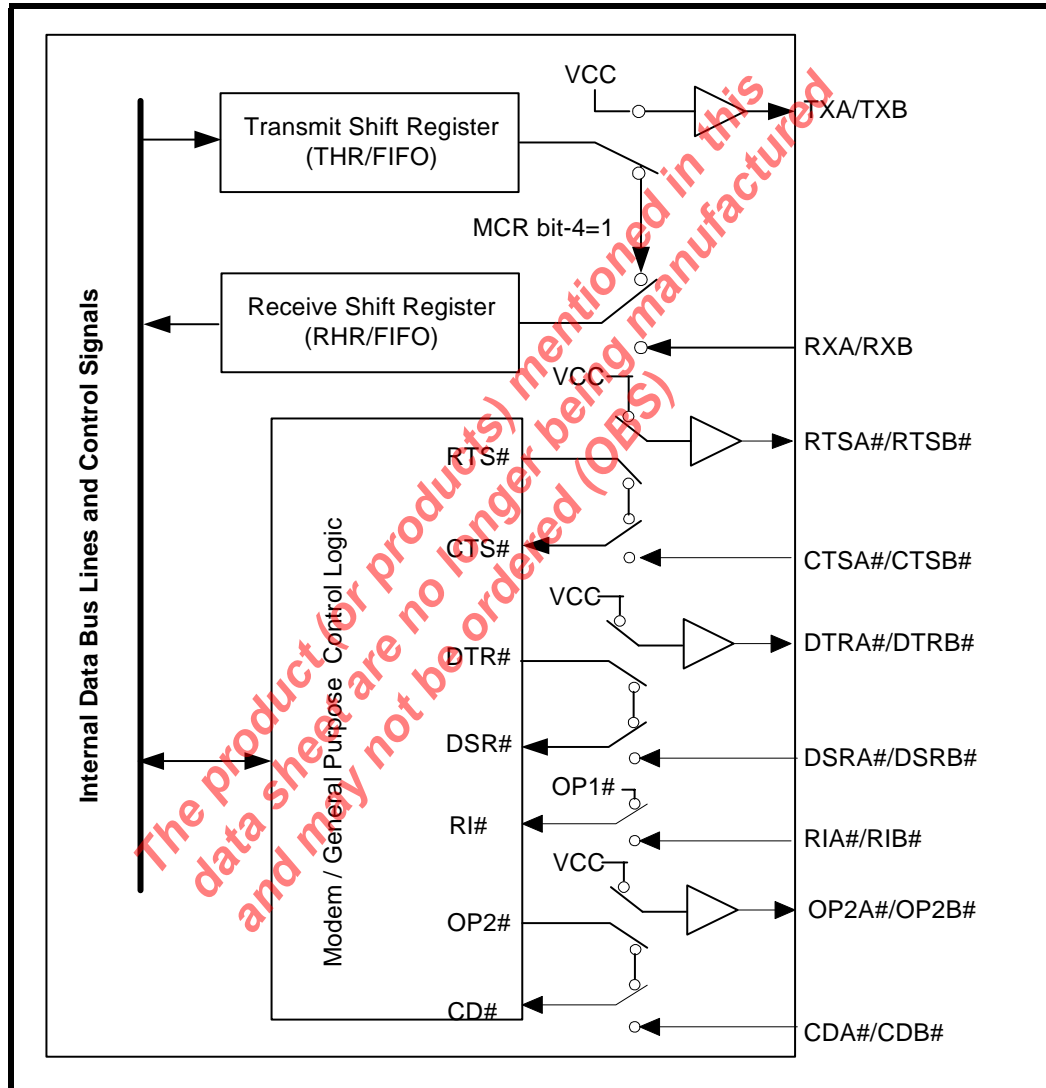 VCC
TXA/TXB
Transmit Shift Register
(THR/FIFO)
MCR bit-4=1
Receive Shift Register
(RHR/FIFO)
RXA/RXB
VCC
RTSA#/RTSB#
RTS#
CTS#
CTSA#/CTSB#
VCC
DTRA#/DTRB#
DTR#
DSR#
DSRA#/DSRB#
OP1#
RI#
RIA#/RIB#
VCC
OP2A#/OP2B#
OP2#
CD#
CDA#/CDB#
Internal Data Bus Lines and Control Signals
Modem / General Purpose Control Logic
The product (or products) mentioned in this
data sheet are no longer being manufactured
and may not be ordered (OBS)